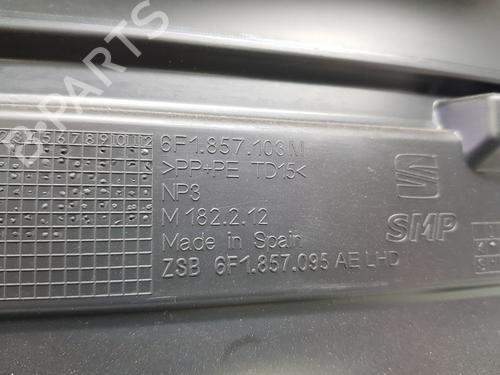 B-PARTS
2 3 4 5 6 7 8 9 10 11 12
6F1.857.103M
>PP+PE TD15<
NP3
M 182.2.12
Made in Spain
ZSB 6F1.857.095 AE LHD
SMP